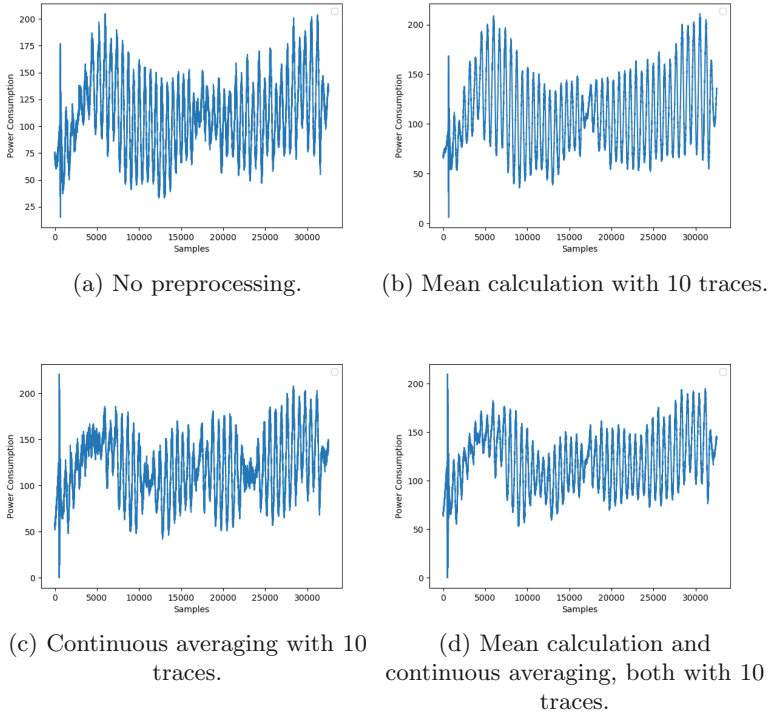 200
175
150
125
100
75
50
25
Power Consumption
0 5000 10000 15000 20000 25000 30000
Samples
(a) No preprocessing.
200
150
100
50
0
Power Consumption
0 5000 10000 15000 20000 25000 30000
Samples
(b) Mean calculation with 10 traces.
200
150
100
50
0
Power Consumption
0 5000 10000 15000 20000 25000 30000
Samples
(c) Continuous averaging with 10
traces.
200
150
100
50
0
Power Consumption
0 5000 10000 15000 20000 25000 30000
Samples
(d) Mean calculation and
continuous averaging, both with 10
traces.